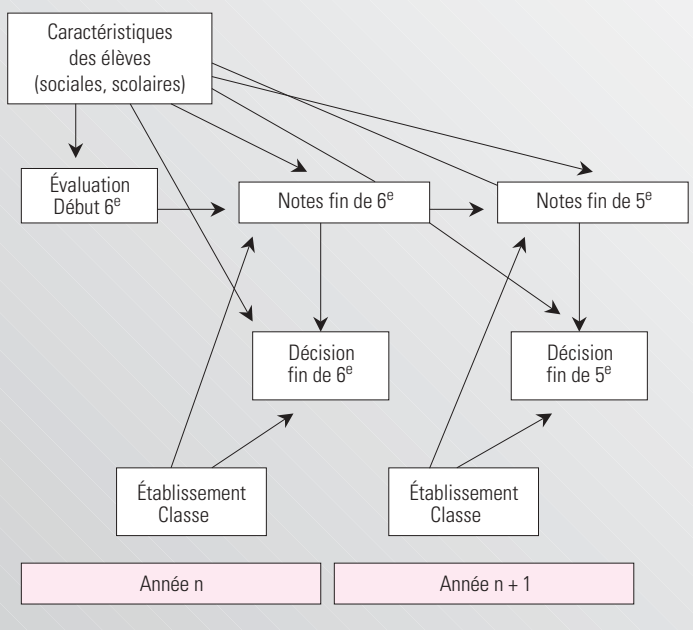 Caractéristiques
des élèves
(sociales, scolaires)
Évaluation
Début 6e
Notes fin de 6e
Notes fin de 5e
Décision
fin de 6e
Décision
fin de 5e
Établissement
Classe
Établissement
Classe
Année n
Année n + 1